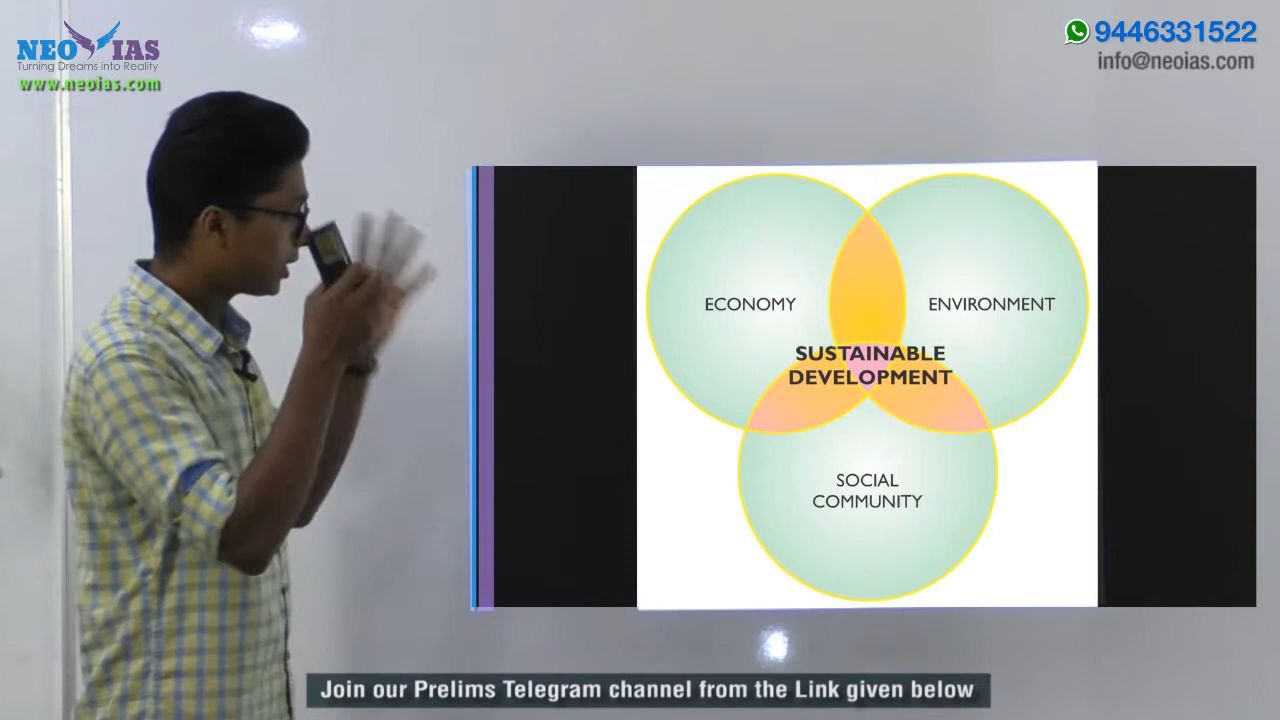 NEO IAS
Turning Dreams into Reality
www.neoias.com
9446331522
info@neoias.com
ECONOMY
ENVIRONMENT
SUSTAINABLE
DEVELOPMENT
SOCIAL
COMMUNITY
Join our Prelims Telegram channel from the Link given below